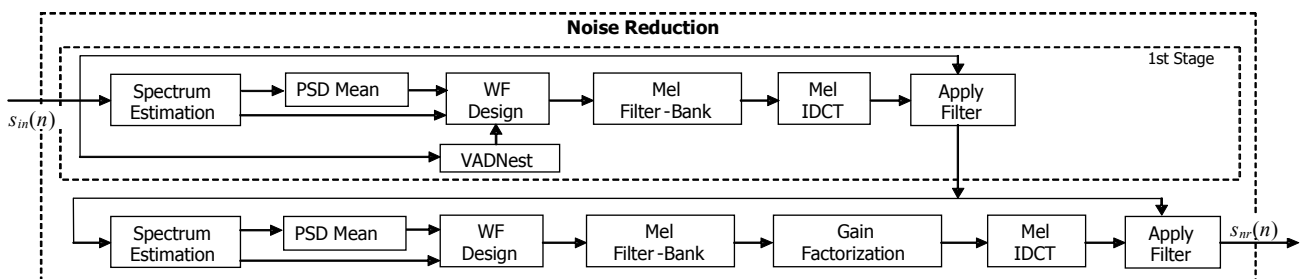 Noise Reduction
1st Stage
s_in(n)
Spectrum
Estimation
PSD Mean
WF
Design
VADNest
Mel
Filter-Bank
Mel
IDCT
Apply
Filter
Spectrum
Estimation
PSD Mean
WF
Design
Mel
Filter-Bank
Gain
Factorization
Mel
IDCT
Apply
Filter
s_nr(n)